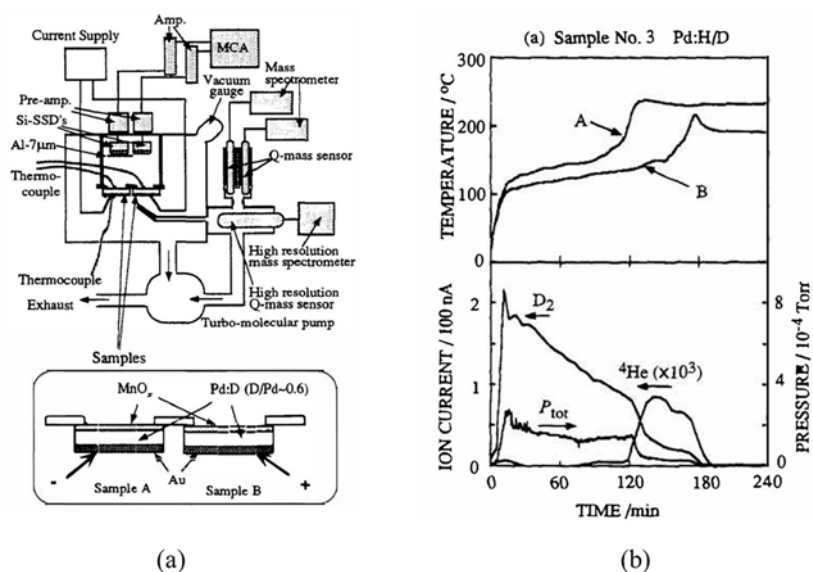 Amp.
Current Supply
MCA
Vacuum
gauge
Mass
spectrometer
Pre-amp.
Si-SSD's
Al-7μm
Thermo-
couple
Q-mass sensor
High resolution
mass spectrometer
Thermocouple
High resolution
Q-mass sensor
Exhaust
Turbo-molecular pump
Samples
MnOₓ
Pd:D (D/Pd~0.6)
-
Au
+
Sample A
Sample B
(a)
(a) Sample No. 3 Pd:H/D
TEMPERATURE / °C
300
200
100
0
A
B
ION CURRENT / 100 nA
2
1
0
D₂
⁴He (×10³)
Pₜₒₜ
8
4
0
PRESSURE / 10⁻⁴ Torr
0 60 120 180 240
TIME /min
(b)